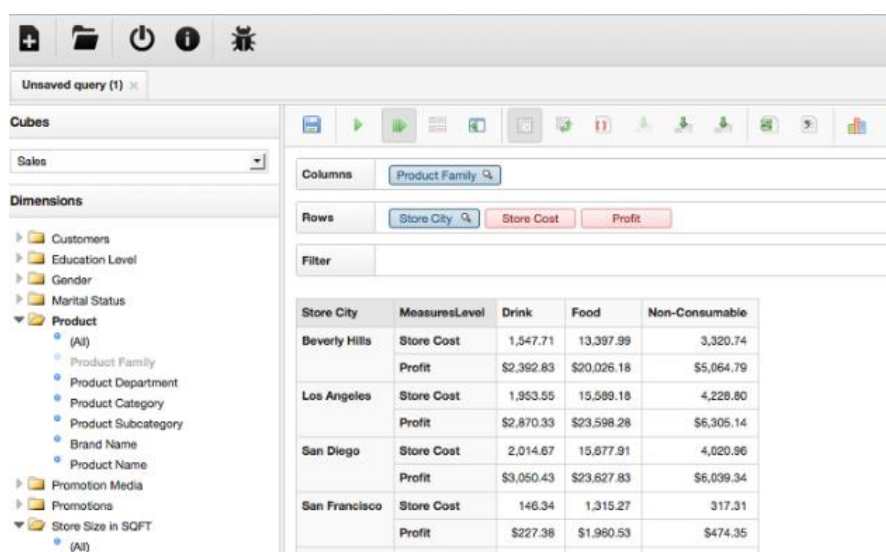 Unsaved query (1)
Cubes
Sales
Dimensions
Customers
Education Level
Gender
Marital Status
Product
(All)
Product Family
Product Department
Product Category
Product Subcategory
Brand Name
Product Name
Promotion Media
Promotions
Store Size in SQFT
(All)
Columns Product Family
Rows Store City Store Cost Profit
Filter
Store City MeasuresLevel Drink Food Non-Consumable
Beverly Hills Store Cost 1,547.71 13,397.99 3,320.74
Profit $2,392.83 $20,026.18 $5,064.79
Los Angeles Store Cost 1,953.55 15,589.18 4,228.80
Profit $2,870.33 $23,598.28 $6,305.14
San Diego Store Cost 2,014.67 15,677.91 4,020.96
Profit $3,050.43 $23,627.83 $6,039.34
San Francisco Store Cost 146.34 1,315.27 317.31
Profit $227.38 $1,960.53 $474.35